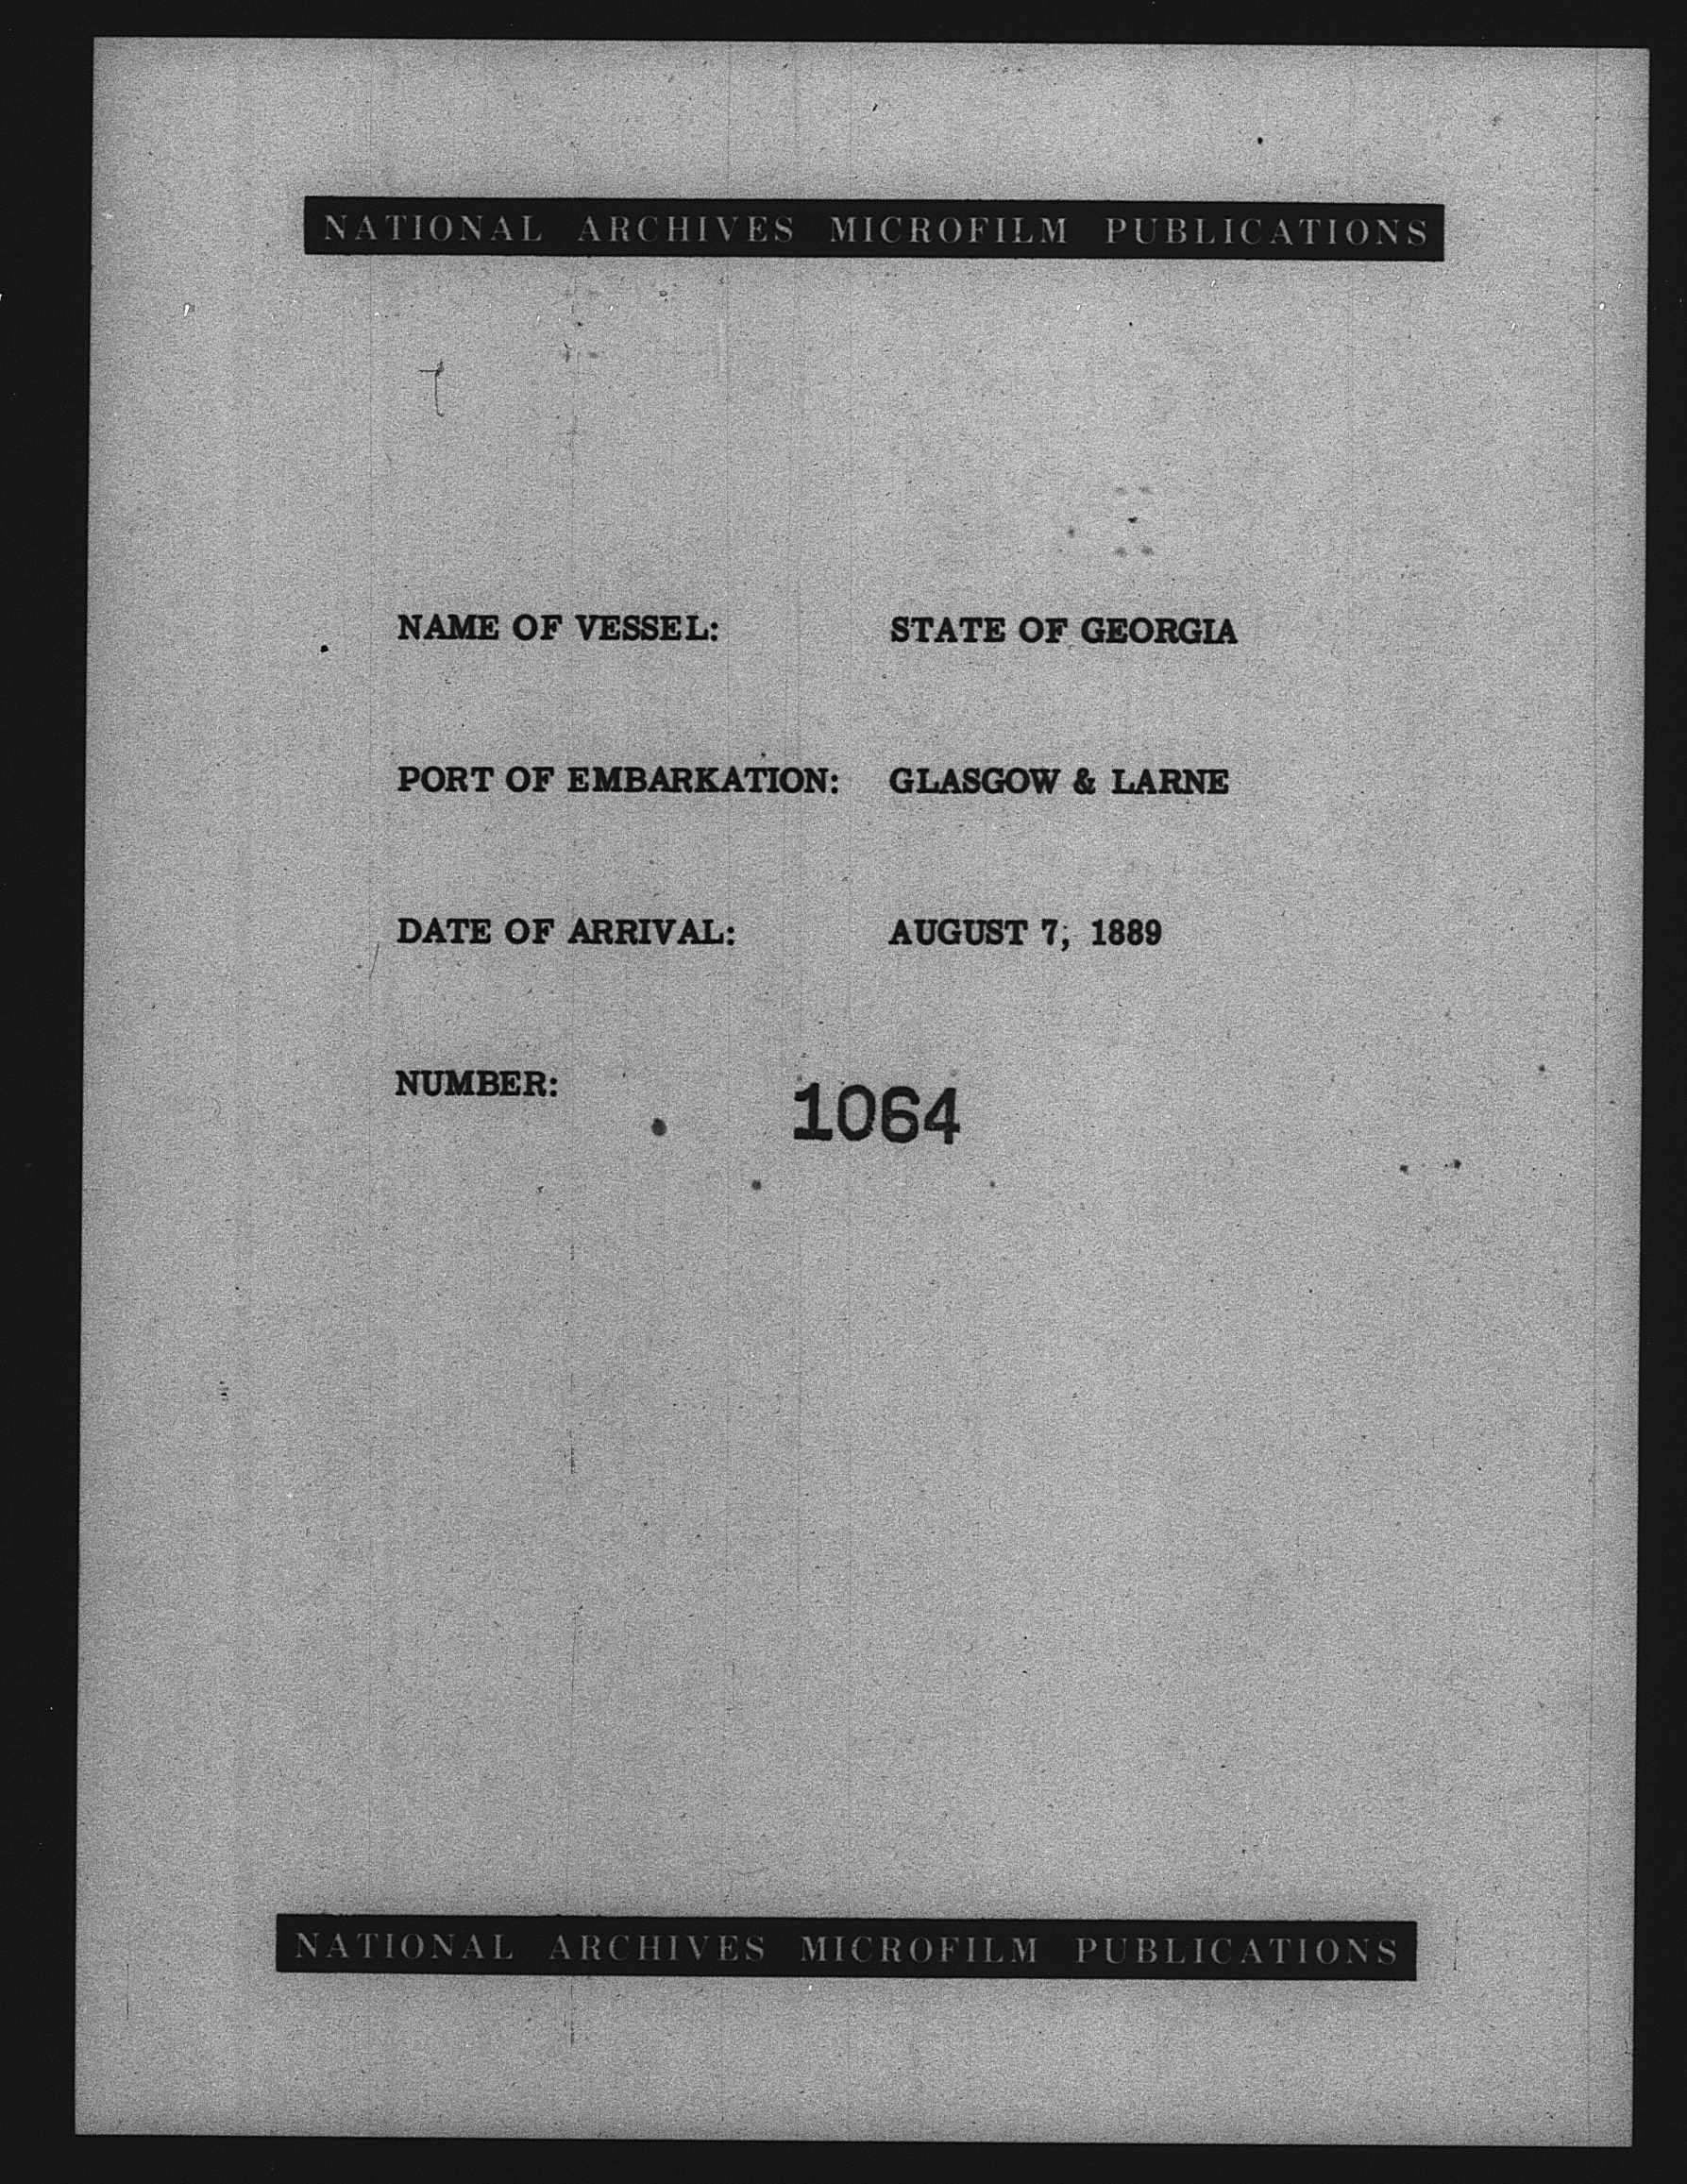 NATIONAL ARCHIVES MICROFILM PUBLICATIONS
NAME OF VESSEL: STATE OF GEORGIA
PORT OF EMBARKATION: GLASGOW & LARNE
DATE OF ARRIVAL: AUGUST 7, 1889
NUMBER: 1064
NATIONAL ARCHIVES MICROFILM PUBLICATIONS